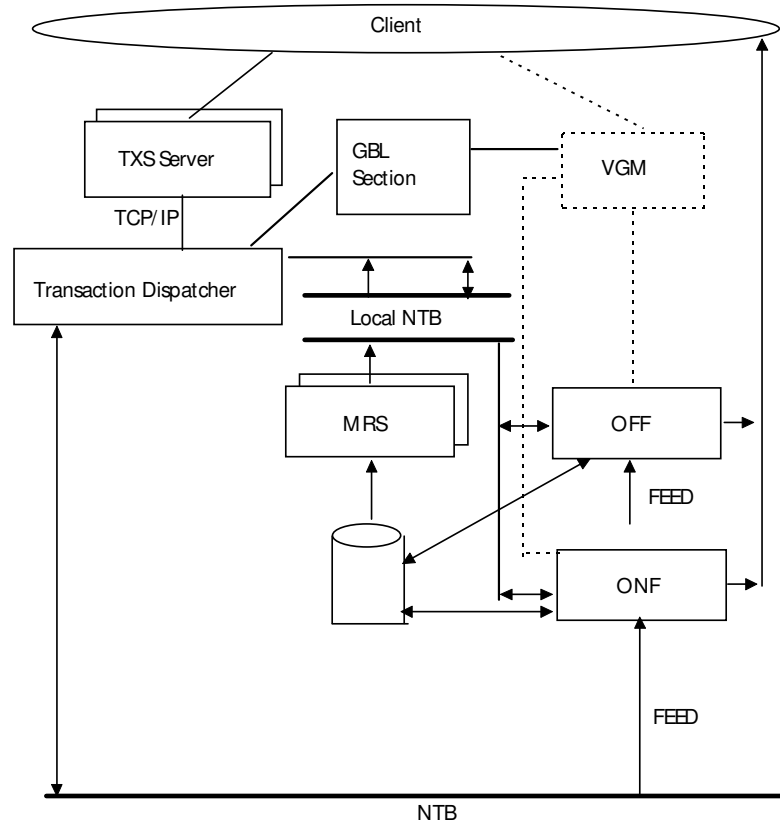 Client
TXS Server
GBL
Section
VGM
TCP/IP
Transaction Dispatcher
Local NTB
MRS
OFF
FEED
ONF
FEED
NTB